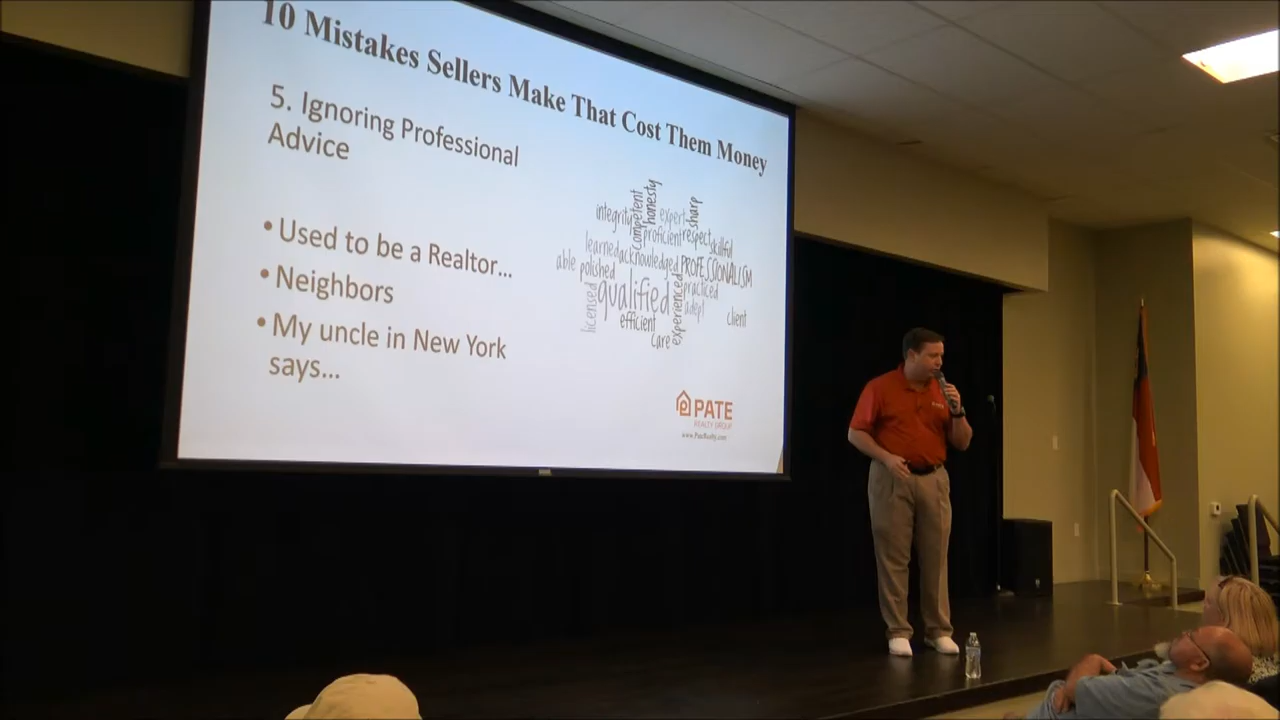 10 Mistakes Sellers Make That Cost Them Money
5. Ignoring Professional
Advice
• Used to be a Realtor...
• Neighbors
• My uncle in New York
says...
integrity
competent
honesty
expert
sharp
proficient
respect
skillful
learned
acknowledged
PROFESSIONALISM
able
polished
licensed
qualified
experienced
practiced
adept
efficient
client
care
PATE
REALTY GROUP